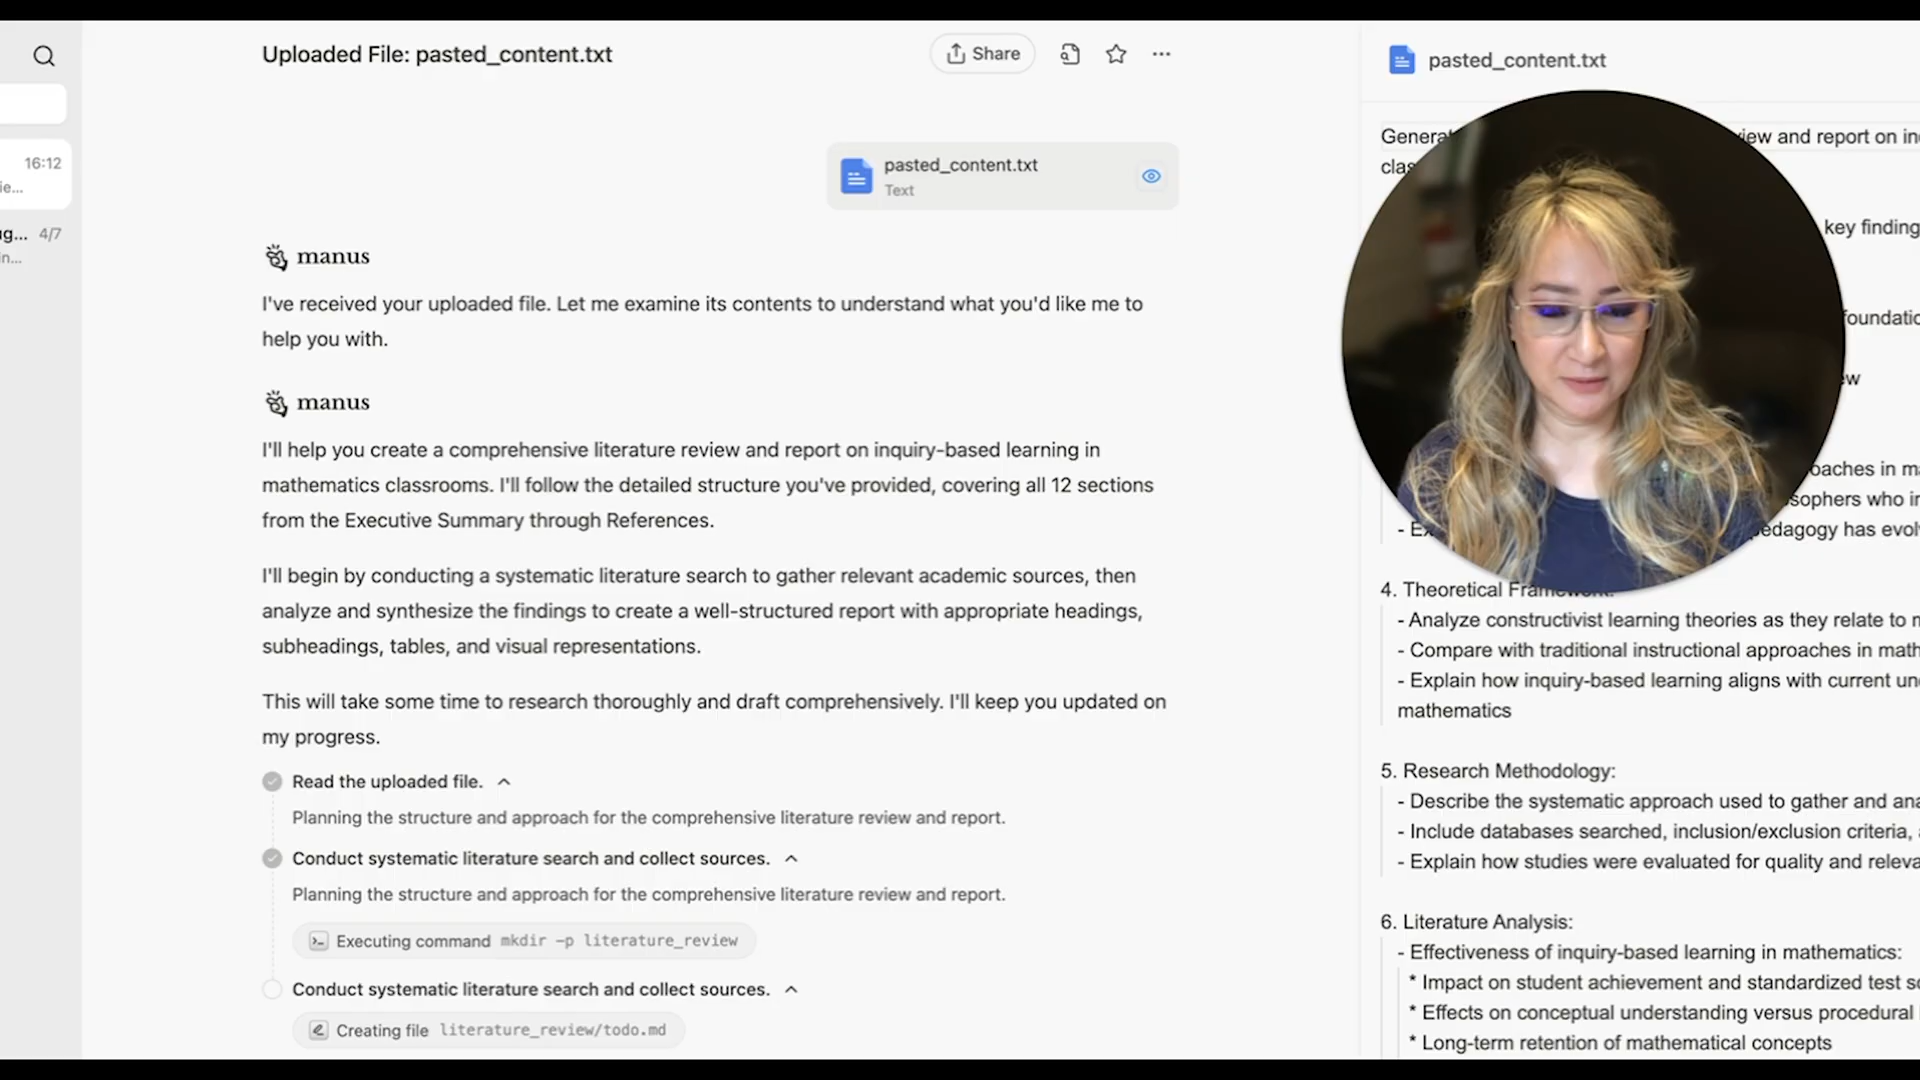 Uploaded File: pasted_content.txt
Share
16:12
ie...
ug... 4/7
in...
pasted_content.txt
Text
manus
I've received your uploaded file. Let me examine its contents to understand what you'd like me to
help you with.
manus
I'll help you create a comprehensive literature review and report on inquiry-based learning in
mathematics classrooms. I'll follow the detailed structure you've provided, covering all 12 sections
from the Executive Summary through References.
I'll begin by conducting a systematic literature search to gather relevant academic sources, then
analyze and synthesize the findings to create a well-structured report with appropriate headings,
subheadings, tables, and visual representations.
This will take some time to research thoroughly and draft comprehensively. I'll keep you updated on
my progress.
Read the uploaded file.
Planning the structure and approach for the comprehensive literature review and report.
Conduct systematic literature search and collect sources.
Planning the structure and approach for the comprehensive literature review and report.
Executing command mkdir -p literature_review
Conduct systematic literature search and collect sources.
Creating file literature_review/todo.md
pasted_content.txt
and report on
key finding
- Ex
pedagogy has
4. Theoretical Framework:
- Analyze constructivist learning theories as they relate to
- Compare with traditional instructional approaches in math
- Explain how inquiry-based learning aligns with current
mathematics
5. Research Methodology:
- Describe the systematic approach used to gather and
- Include databases searched, inclusion/exclusion criteria,
- Explain how studies were evaluated for quality and
6. Literature Analysis:
- Effectiveness of inquiry-based learning in mathematics:
* Impact on student achievement and standardized test
* Effects on conceptual understanding versus procedural
* Long-term retention of mathematical concepts